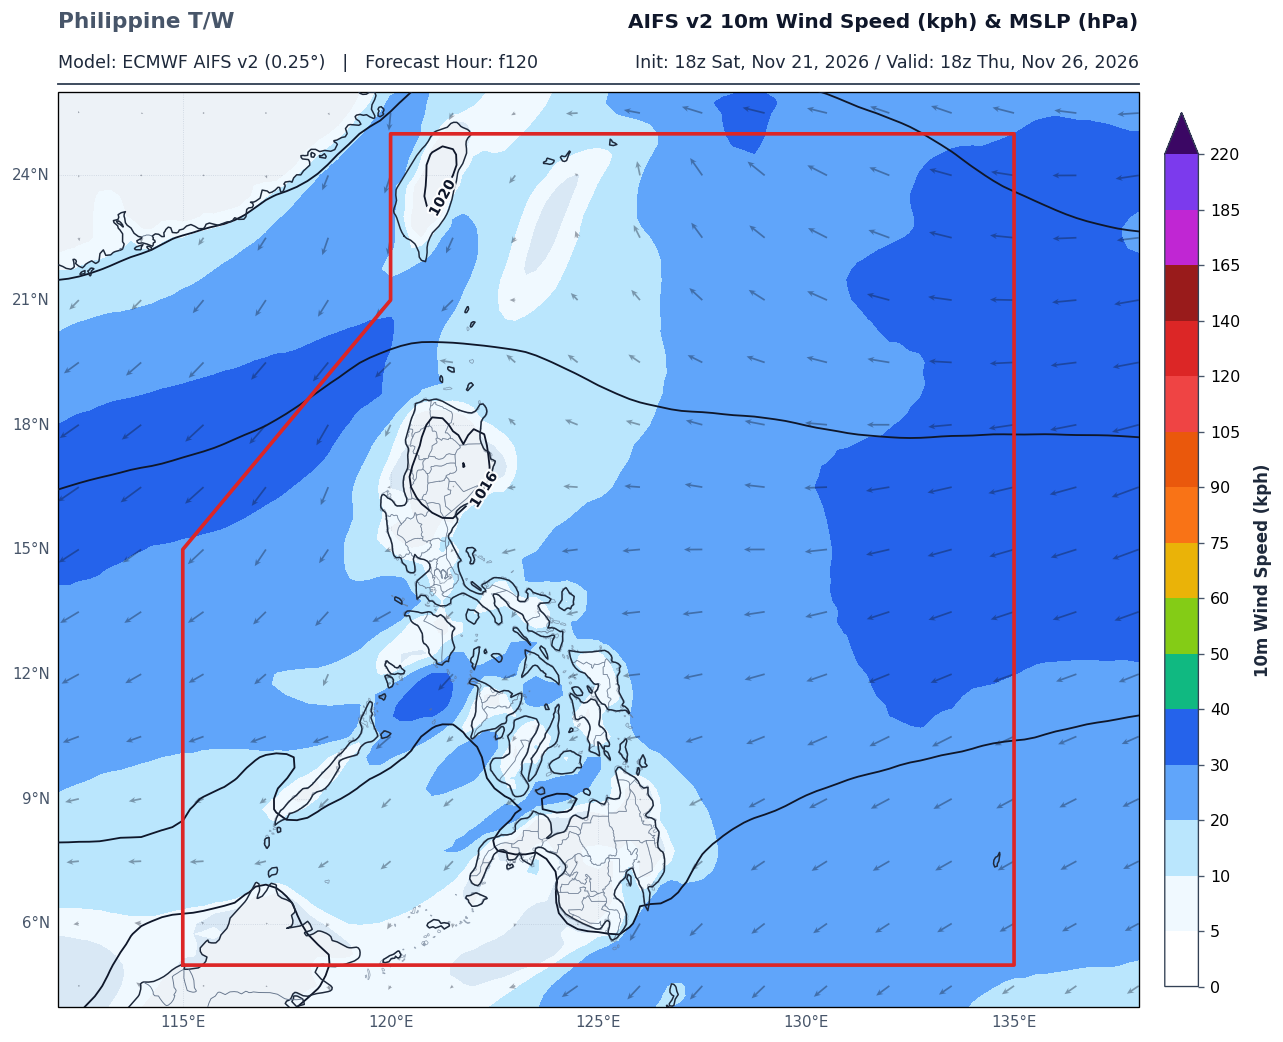 Philippine T/W
AIFS v2 10m Wind Speed (kph) & MSLP (hPa)
Model: ECMWF AIFS v2 (0.25°) | Forecast Hour: f120
Init: 18z Sat, Nov 21, 2026 / Valid: 18z Thu, Nov 26, 2026
24°N
21°N
18°N
15°N
12°N
9°N
6°N
1020
1016
115°E
120°E
125°E
130°E
135°E
220
185
165
140
120
105
90
75
60
50
40
30
20
10
5
0
10m Wind Speed (kph)